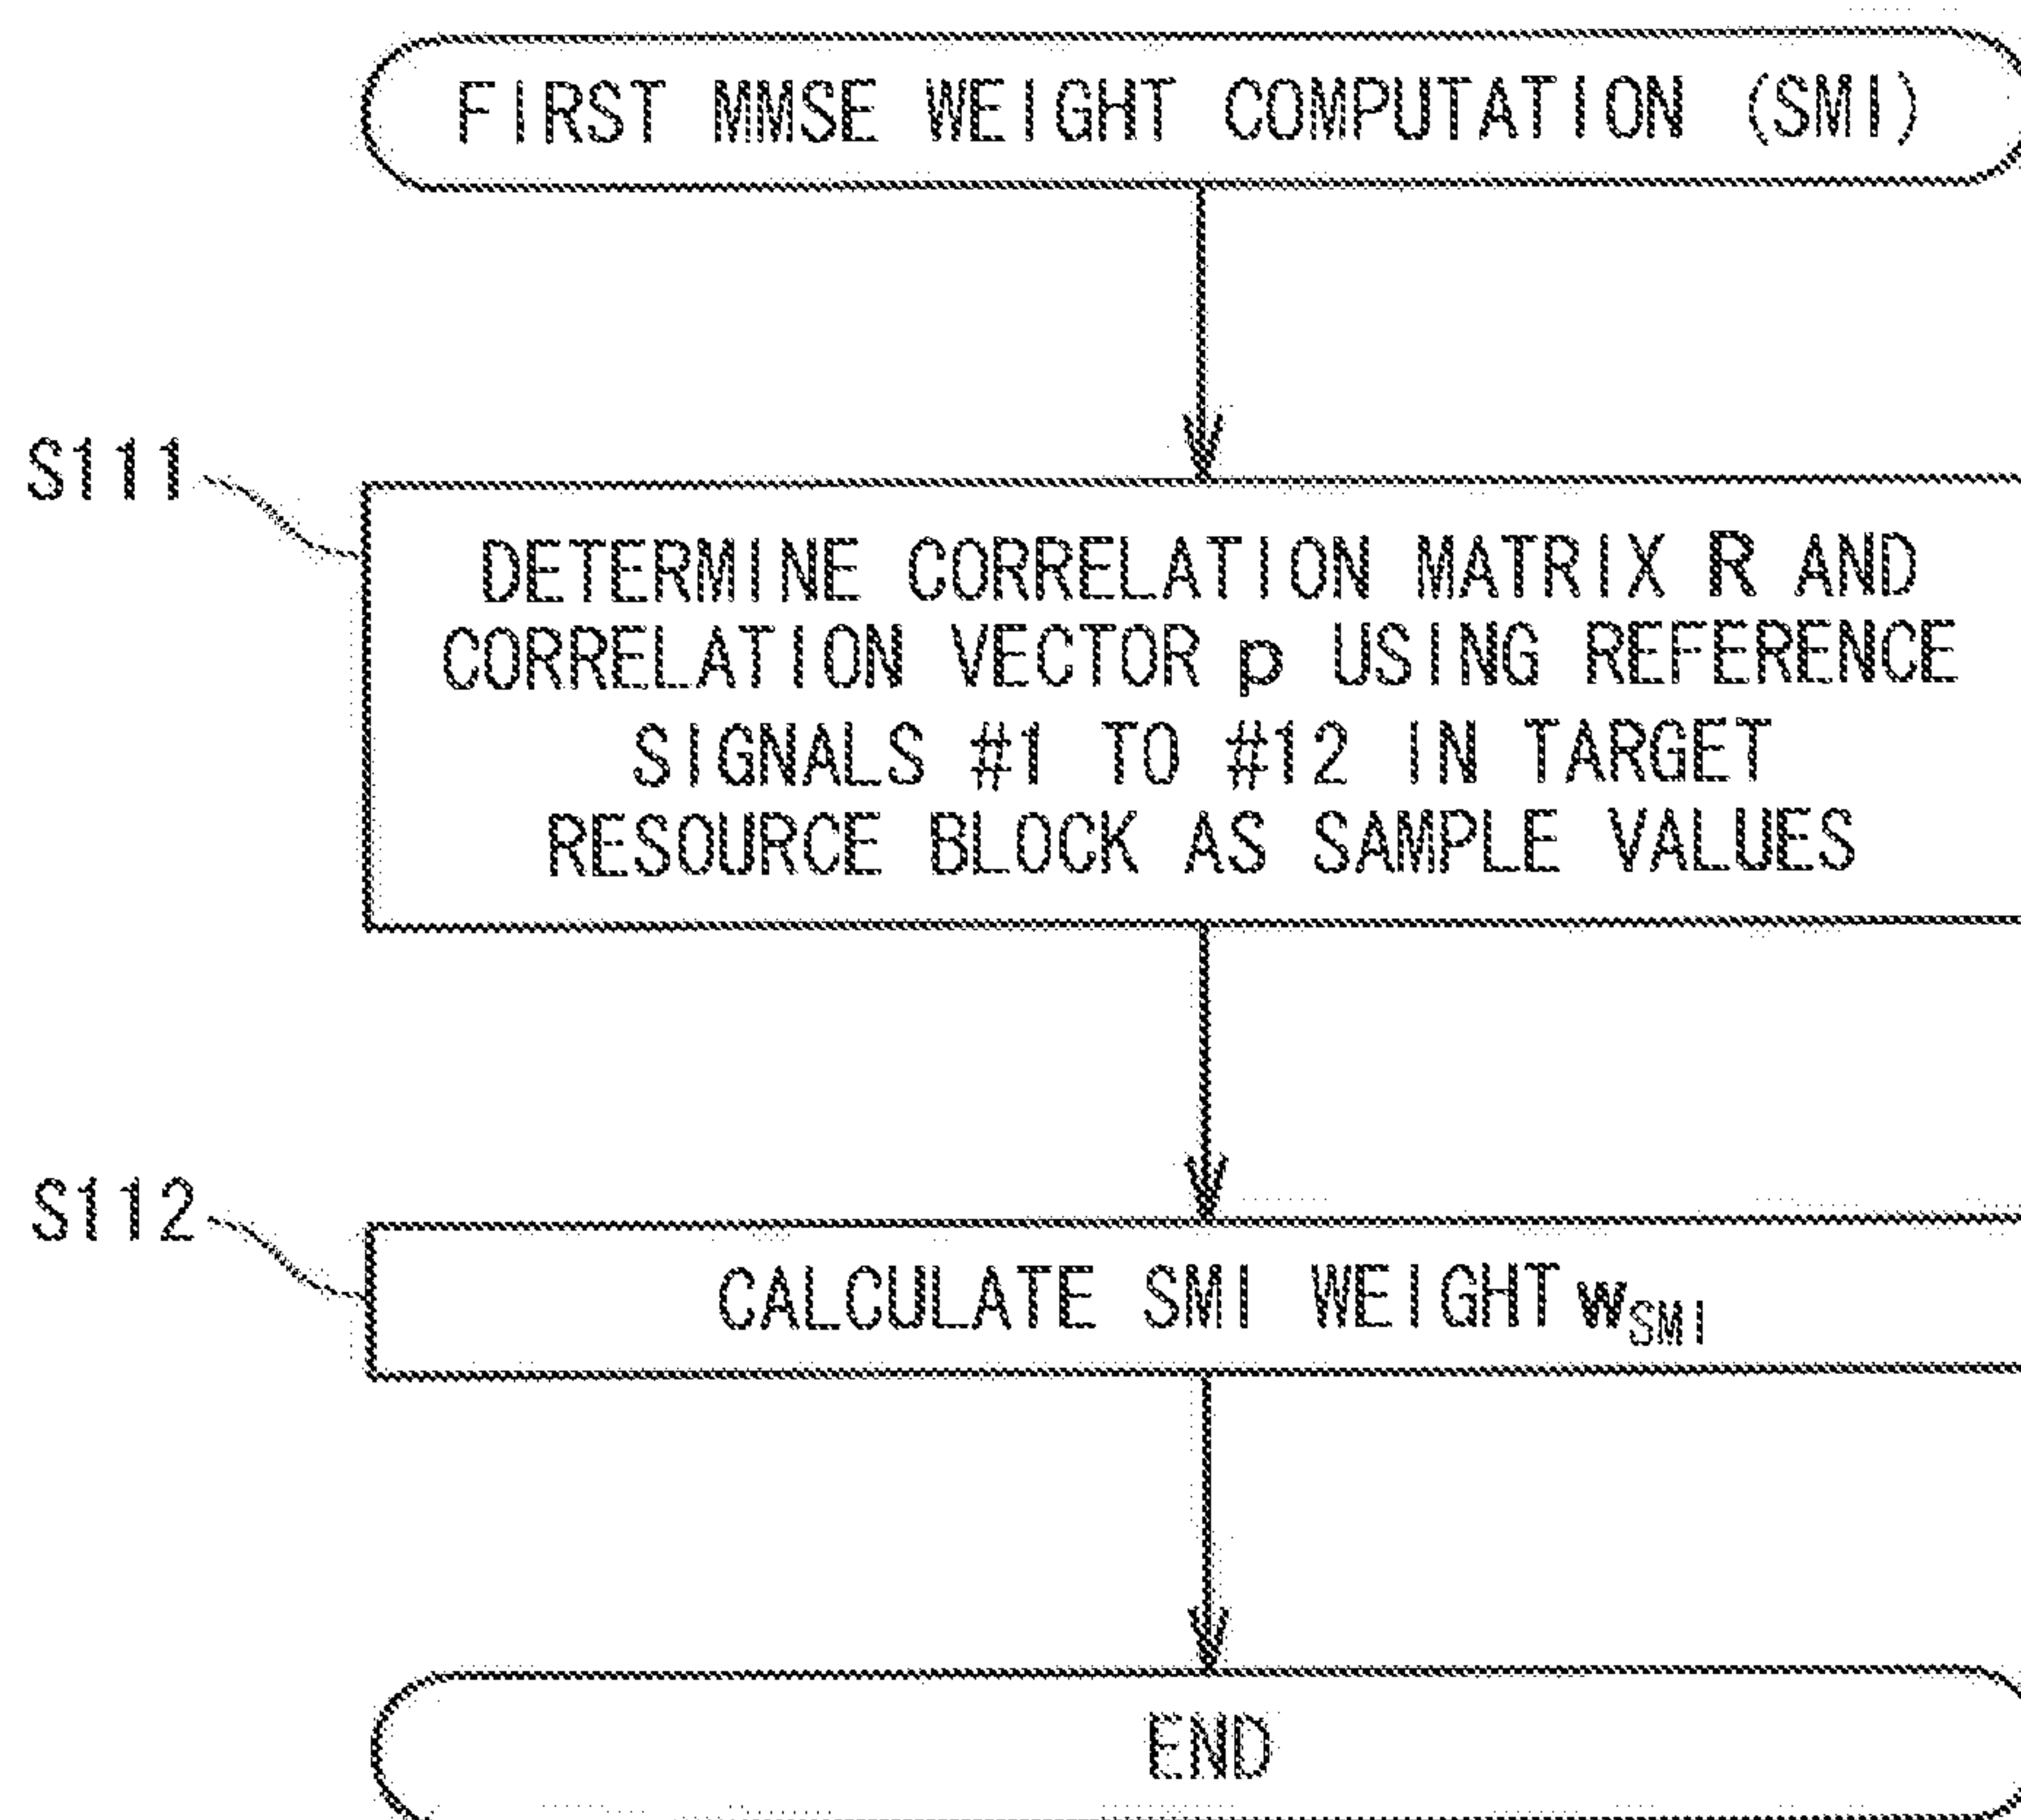 FIRST MMSE WEIGHT COMPUTATION (SMI)
S111
DETERMINE CORRELATION MATRIX R AND
CORRELATION VECTOR p USING REFERENCE
SIGNALS #1 TO #12 IN TARGET
RESOURCE BLOCK AS SAMPLE VALUES
S112
CALCULATE SMI WEIGHT wSMI
END